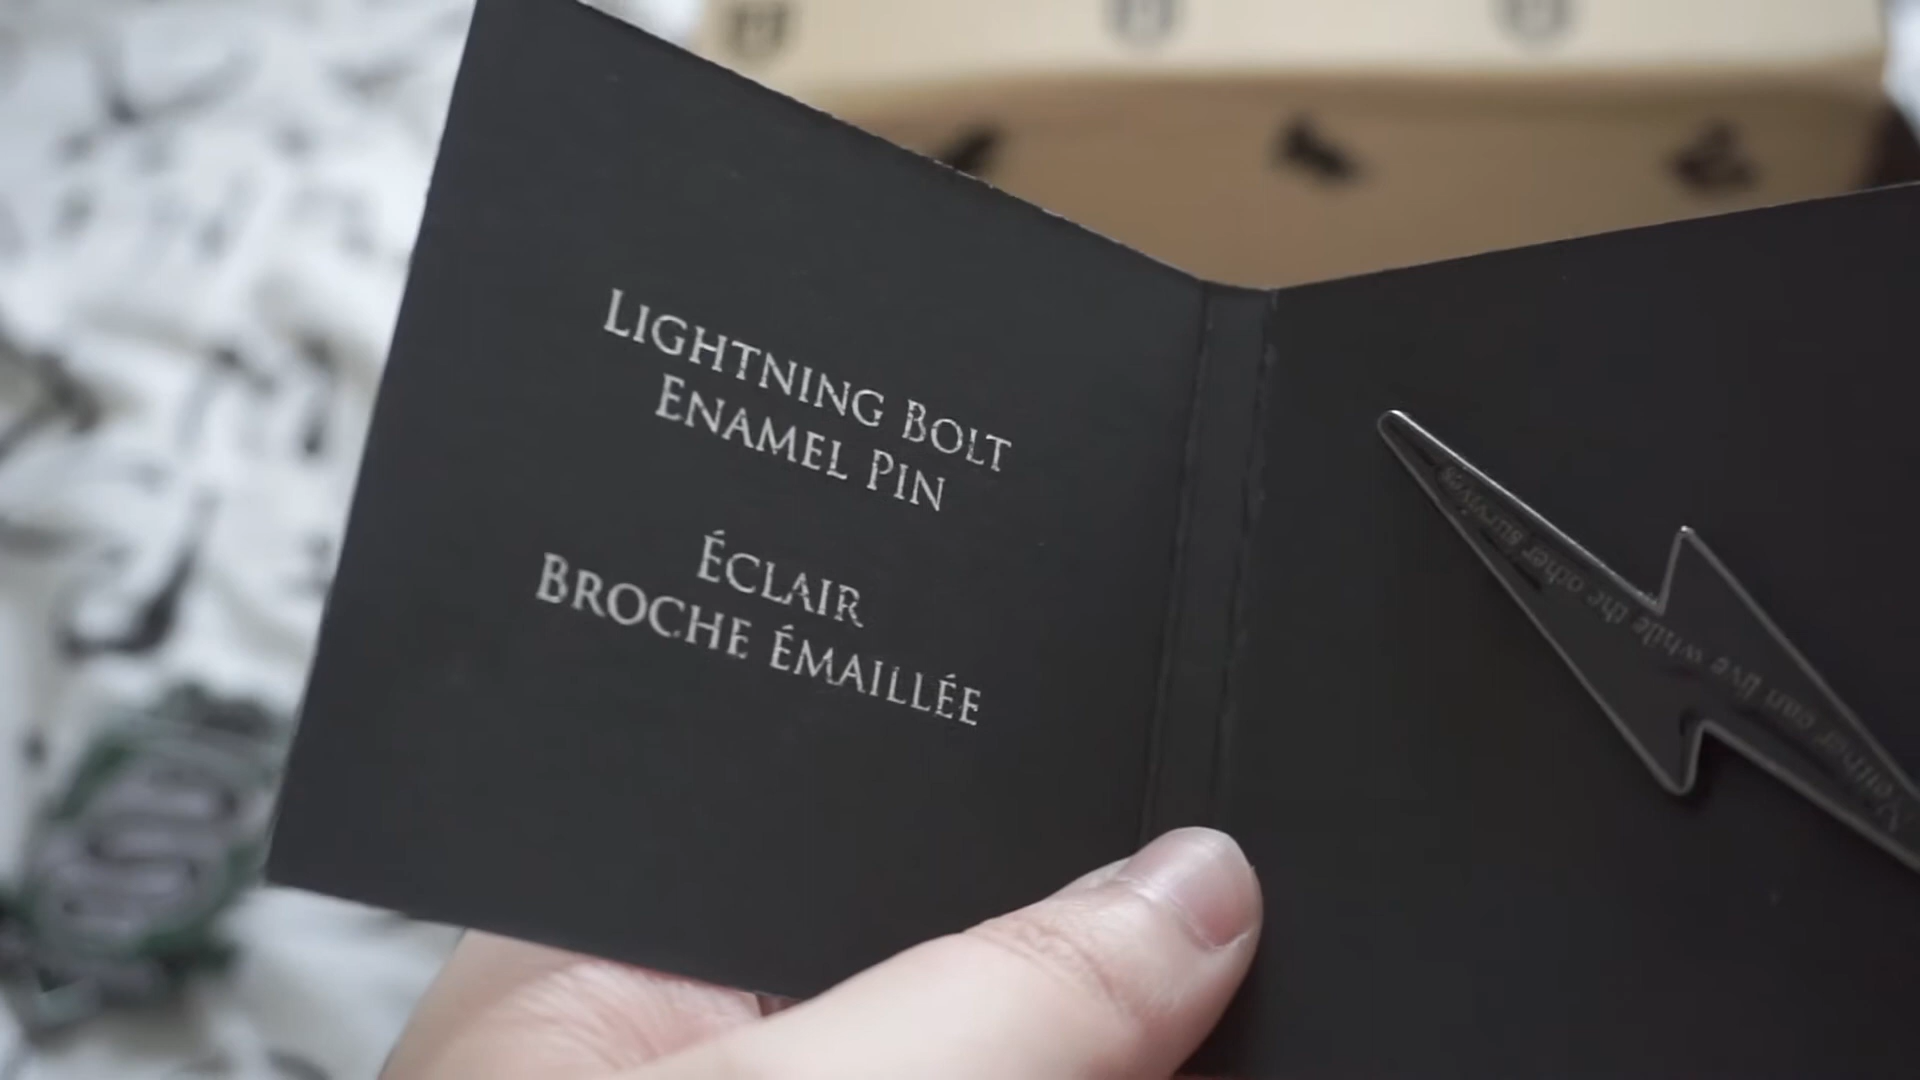 LIGHTNING BOLT
ENAMEL PIN
ÉCLAIR
BROCHE ÉMAILLÉE
Neither can live while the other survives